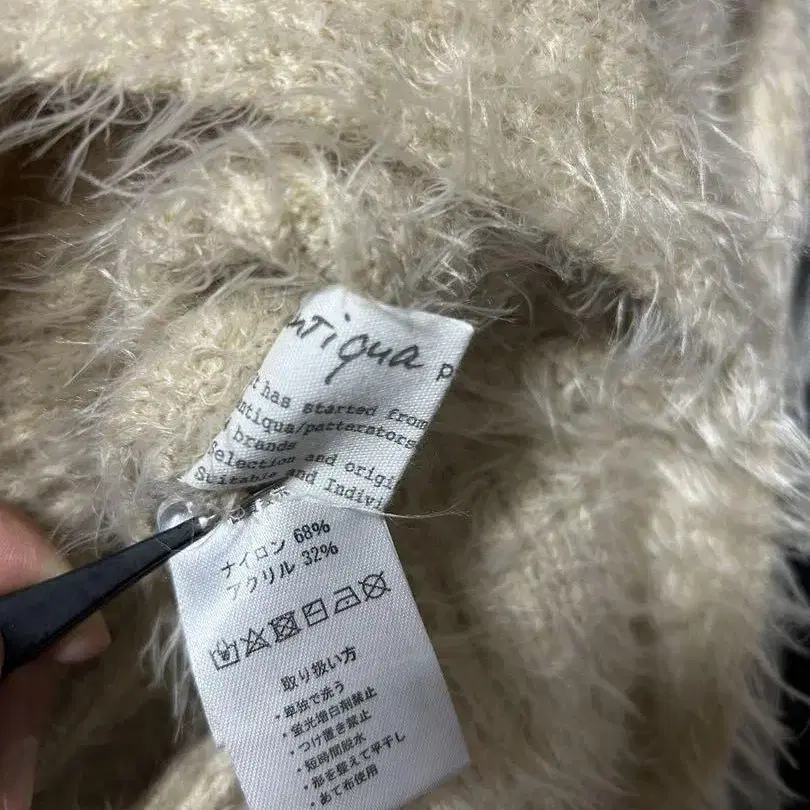 antiqua p
it has started from
antiqua/patterstors
brands
Selection and origi
Suitable and Indivi
ナイロン 68%
アクリル 32%
取り扱い方
・単独で洗う
・蛍光増白剤禁止
・つけ置き禁止
・短時間脱水
・形を整えて平干し
・あて布使用